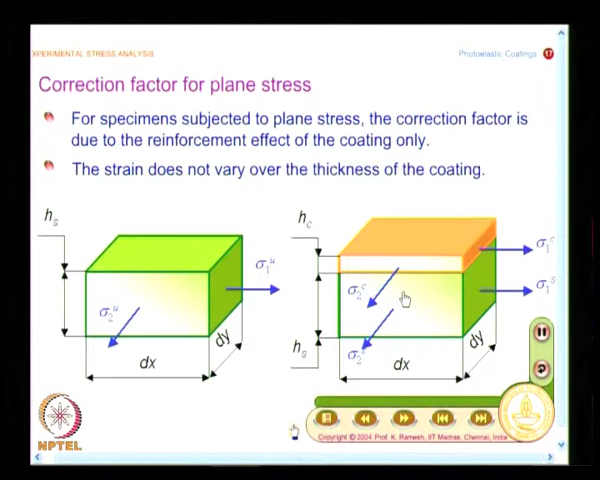 XPERIMENTAL STRESS ANALYSIS
Photoelastic Coatings 17
Correction factor for plane stress
For specimens subjected to plane stress, the correction factor is
due to the reinforcement effect of the coating only.
The strain does not vary over the thickness of the coating.
hₛ
σ₁ᵘ
σ₂ᵘ
dx
dy
h_c
σ₁ᶜ
σ₂ᶜ
σ₁ˢ
hₛ
σ₂ˢ
dx
dy
NPTEL
Copyright © 2004 Prof. K. Ramesh, IIT Madras, Chennai, India